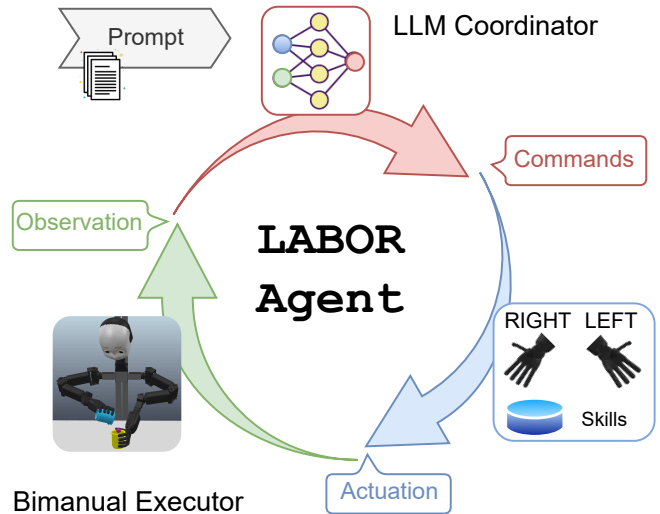 Prompt
LLM Coordinator
Commands
Observation
LABOR
Agent
RIGHT LEFT
Skills
Actuation
Bimanual Executor